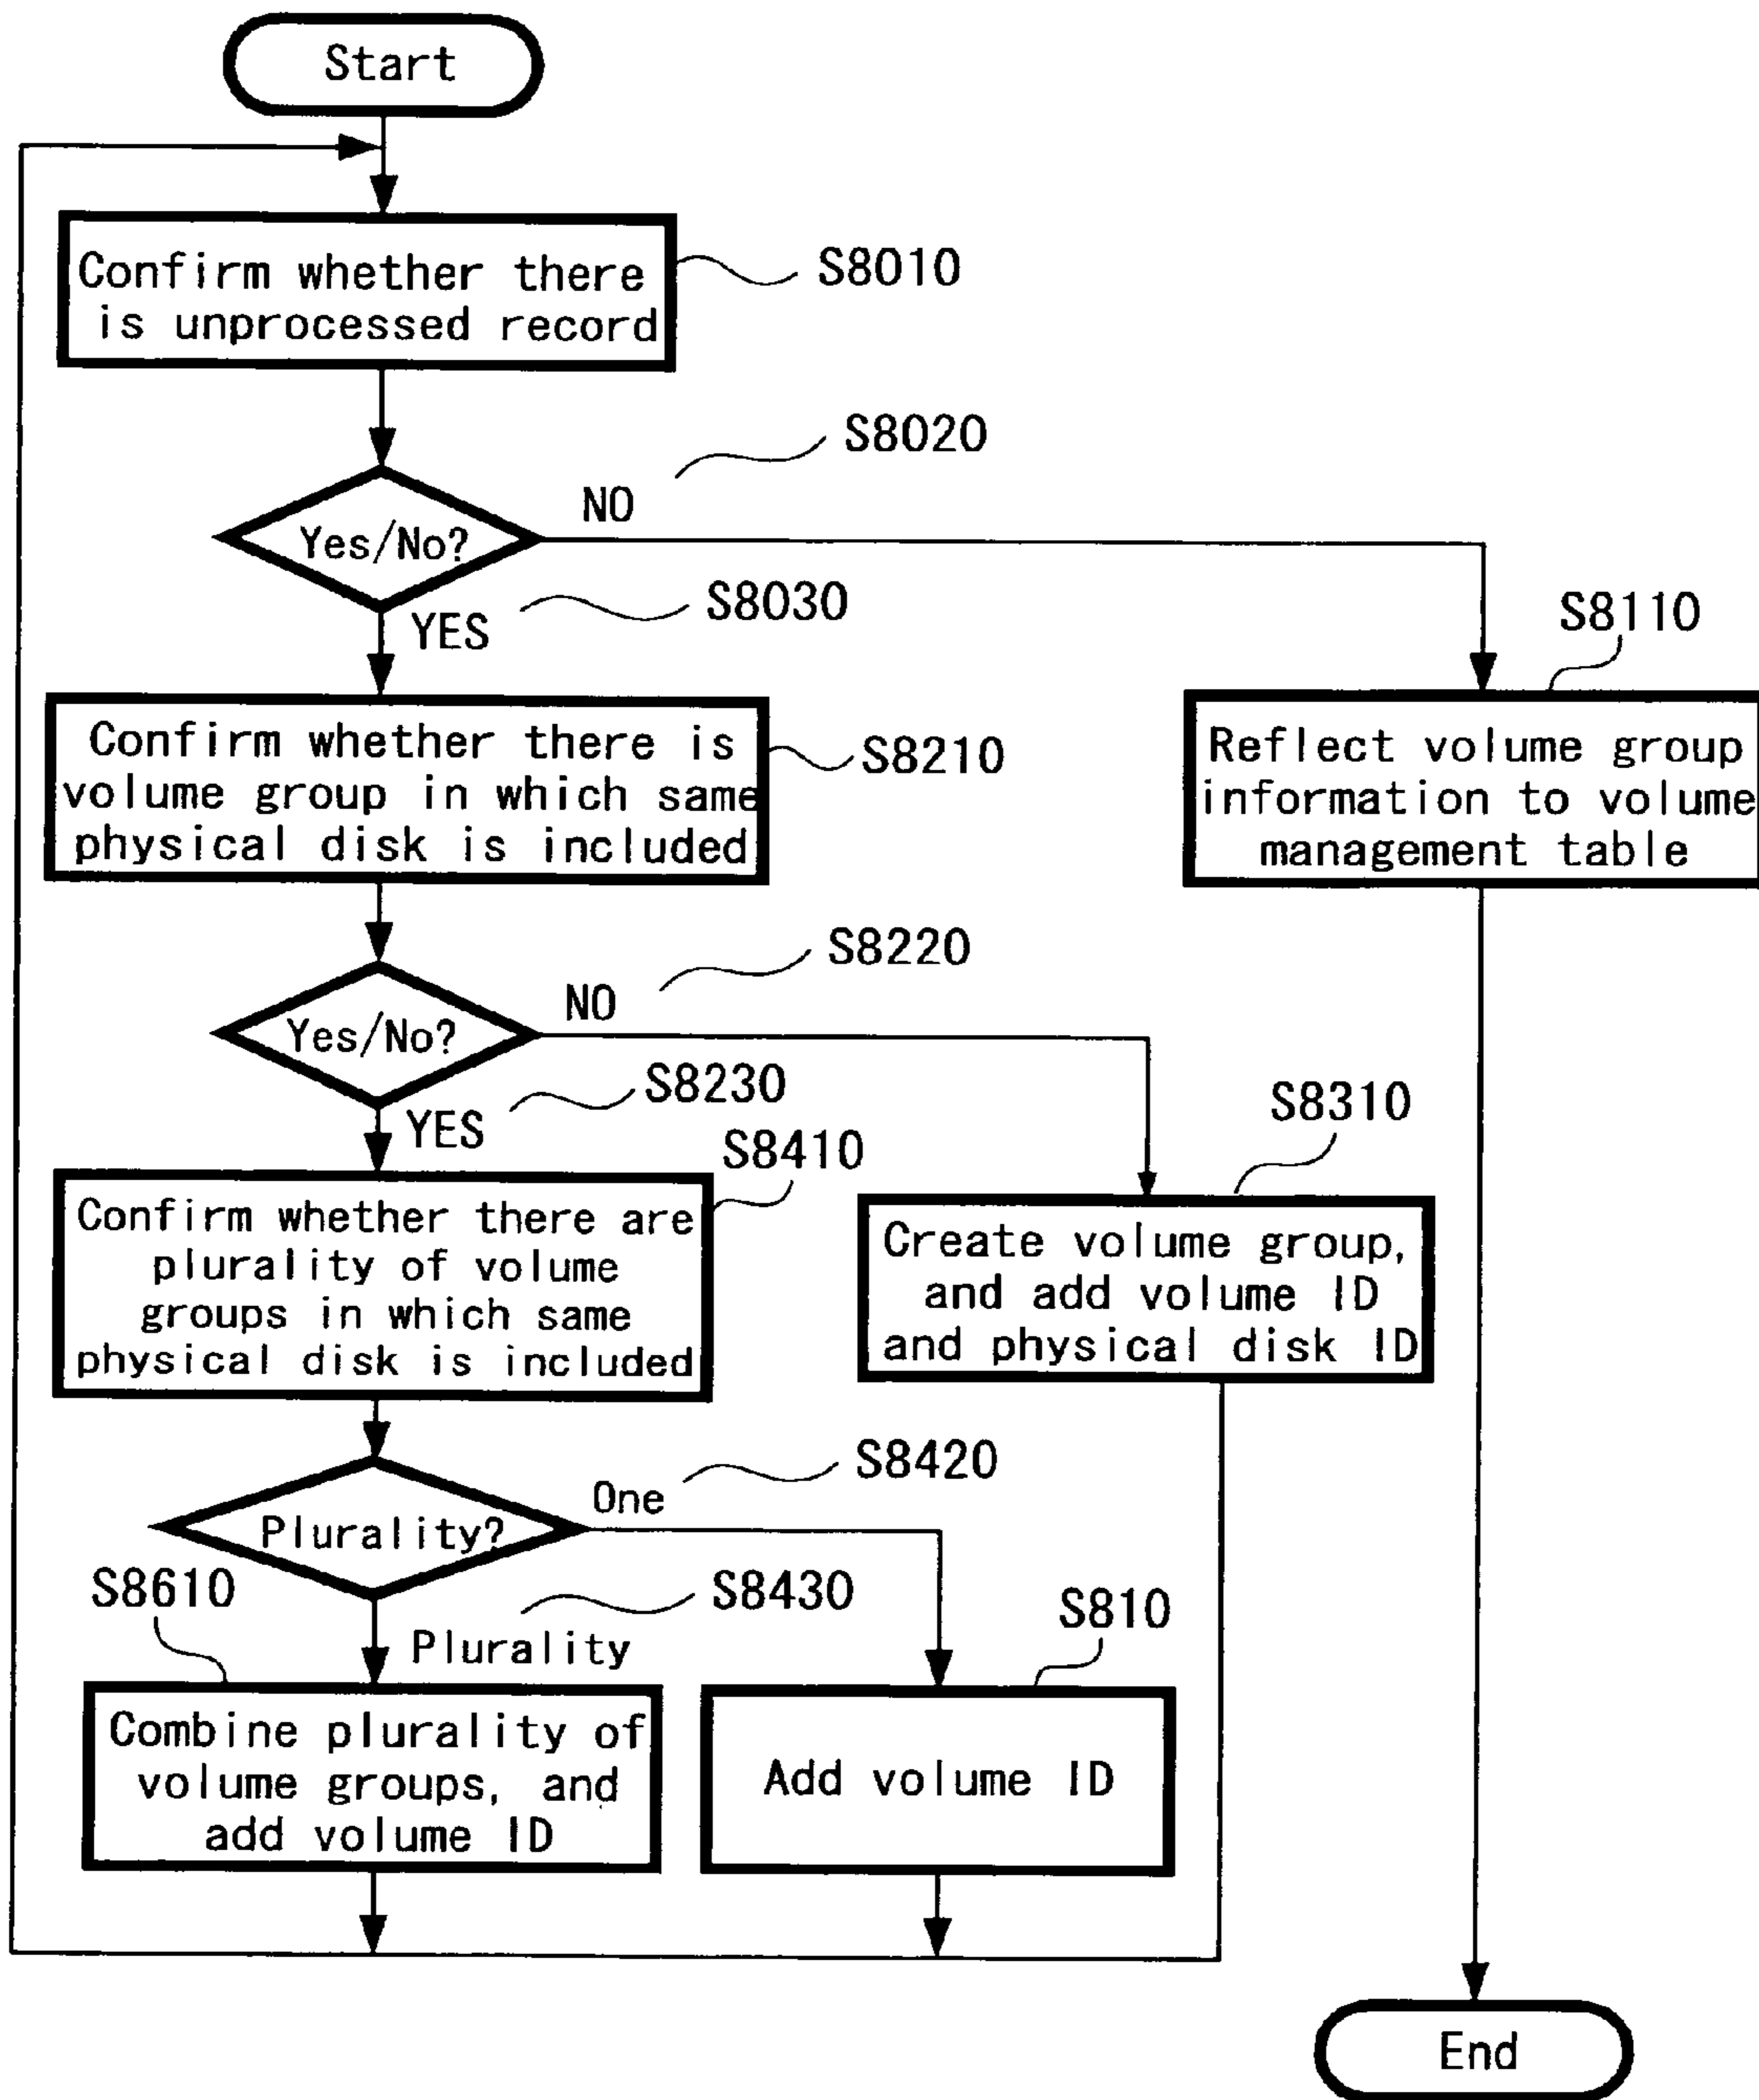 Start
Confirm whether there
is unprocessed record
S8010
S8020
NO
Yes/No?
S8030
YES
S8110
Confirm whether there is
volume group in which same
physical disk is included
S8210
Reflect volume group
information to volume
management table
S8220
NO
Yes/No?
S8230
YES
S8410
S8310
Confirm whether there are
plurality of volume
groups in which same
physical disk is included
Create volume group,
and add volume ID
and physical disk ID
S8420
One
Plurality?
S8610
S8430
S810
Plurality
Combine plurality of
volume groups, and
add volume ID
Add volume ID
End